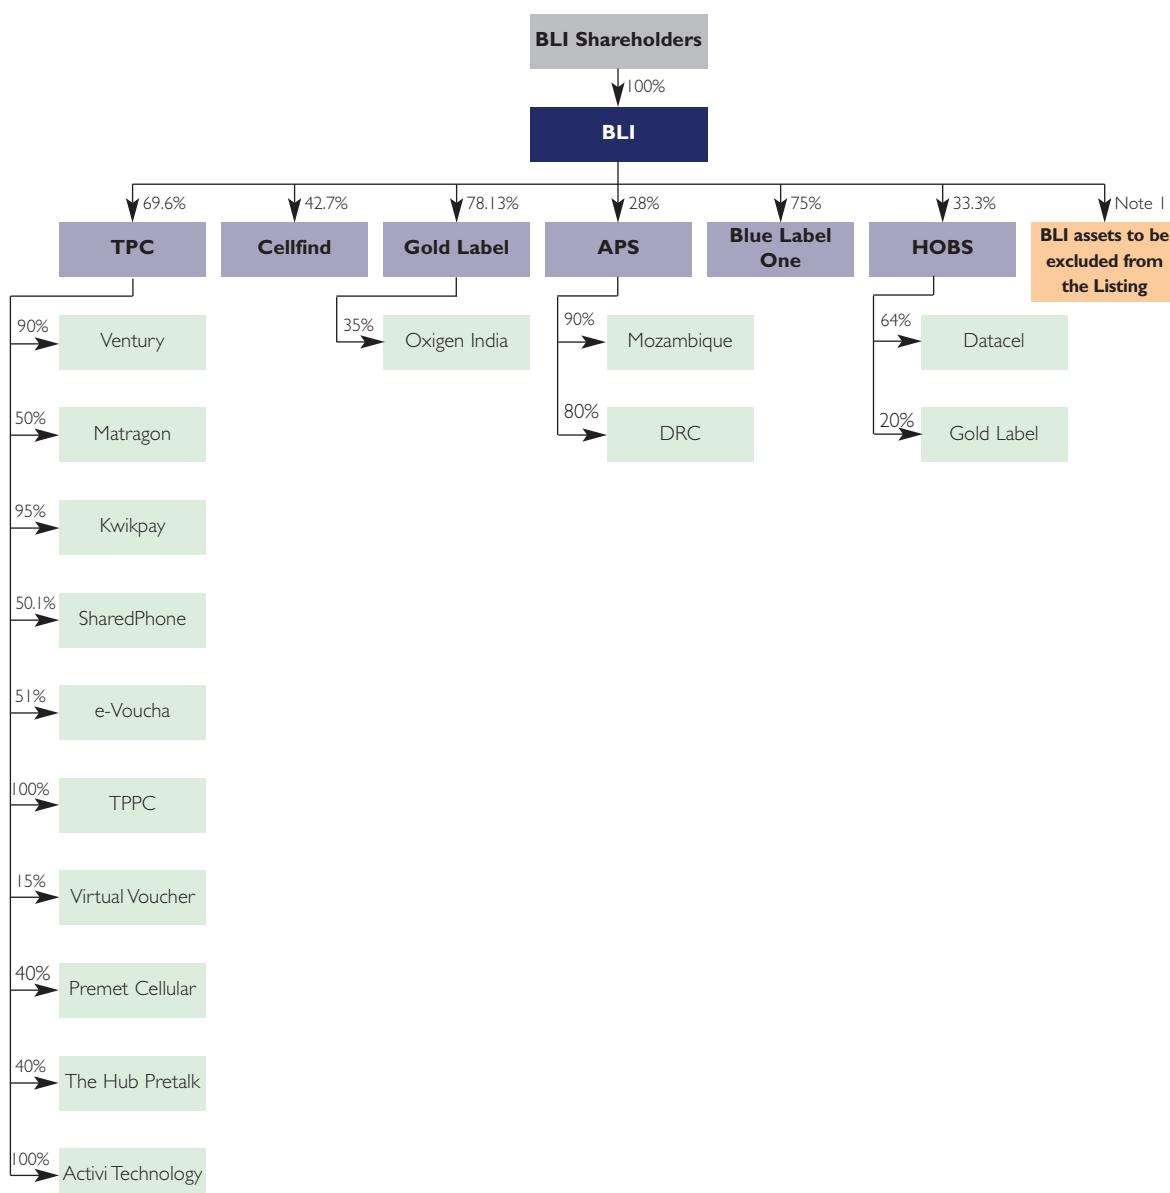 BLI Shareholders
100%
BLI
69.6%
42.7%
78.13%
28%
75%
33.3%
Note 1
TPC
Cellfind
Gold Label
APS
Blue Label
One
HOBS
BLI assets to be
excluded from
the Listing
90%
Ventury
35%
Oxigen India
90%
Mozambique
64%
Datacel
50%
Matragon
80%
DRC
20%
Gold Label
95%
Kwikpay
50.1%
SharedPhone
51%
e-Voucha
100%
TPPC
15%
Virtual Voucher
40%
Premet Cellular
40%
The Hub Pretalk
100%
Activi Technology